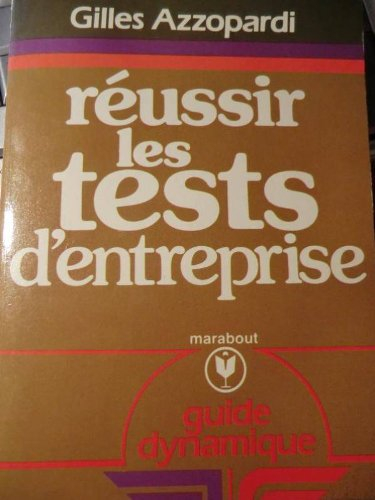 Gilles Azzopardi
réussir
les
tests
d'entreprise
marabout
guide
dynamique